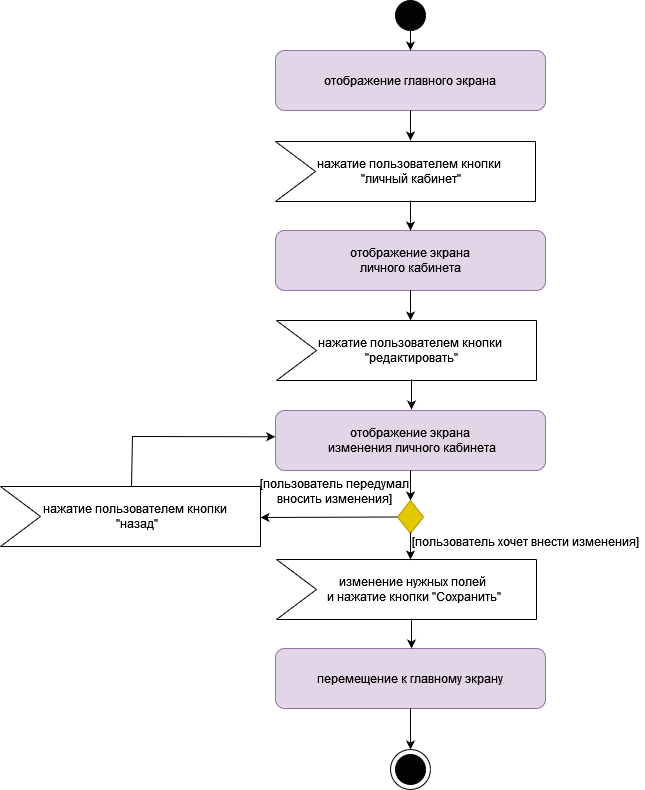 отображение главного экрана
нажатие пользователем кнопки
"личный кабинет"
отображение экрана
личного кабинета
нажатие пользователем кнопки
"редактировать"
отображение экрана
изменения личного кабинета
[пользователь передумал
вносить изменения]
нажатие пользователем кнопки
"назад"
[пользователь хочет внести изменения]
изменение нужных полей
и нажатие кнопки "Сохранить"
перемещение к главному экрану